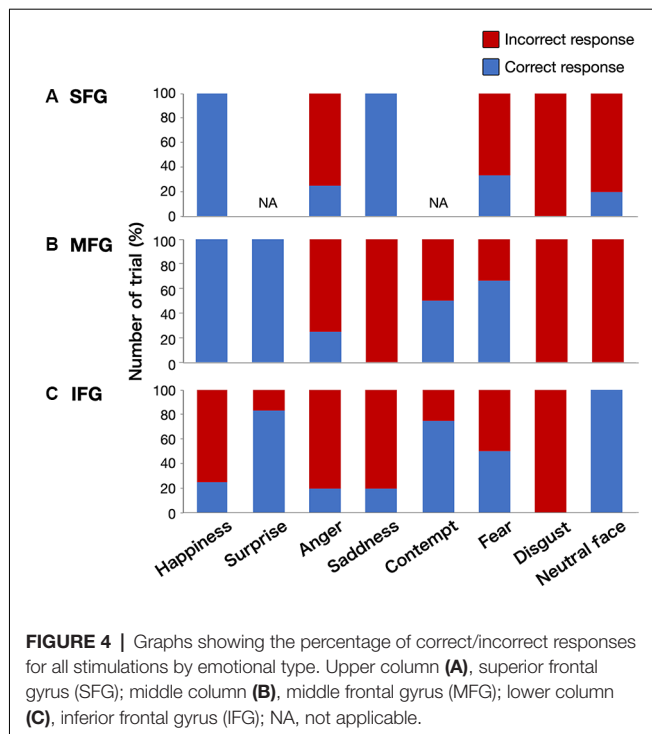 Incorrect response
Correct response
A SFG
100
80
60
40
20
0
NA
NA
B MFG
100
80
60
40
20
0
C IFG
100
80
60
40
20
0
Number of trial (%)
Happiness
Surprise
Anger
Saddness
Contempt
Fear
Disgust
Neutral face
FIGURE 4 | Graphs showing the percentage of correct/incorrect responses
for all stimulations by emotional type. Upper column (A), superior frontal
gyrus (SFG); middle column (B), middle frontal gyrus (MFG); lower column
(C), inferior frontal gyrus (IFG); NA, not applicable.